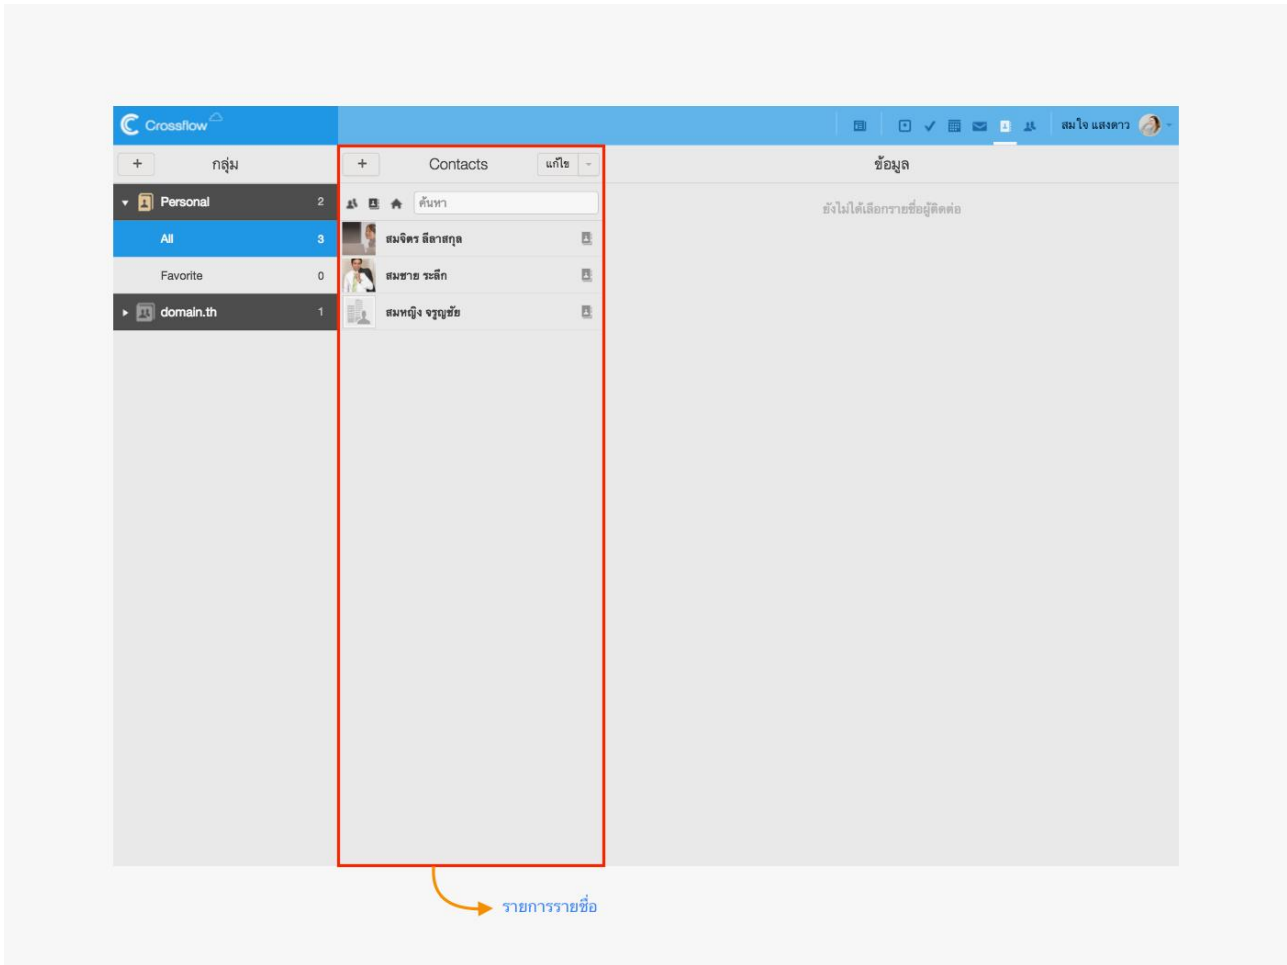 Crossflow
สมใจ แสงดาว
+ กลุ่ม
+ Contacts แก้ไข
ข้อมูล
Personal 2
ค้นหา
ยังไม่ได้เลือกรายชื่อผู้ติดต่อ
All 3
สมจิตร ลีลาสกุล
Favorite 0
สมชาย ระลึก
domain.th 1
สมหญิง จรูญชัย
รายการรายชื่อ